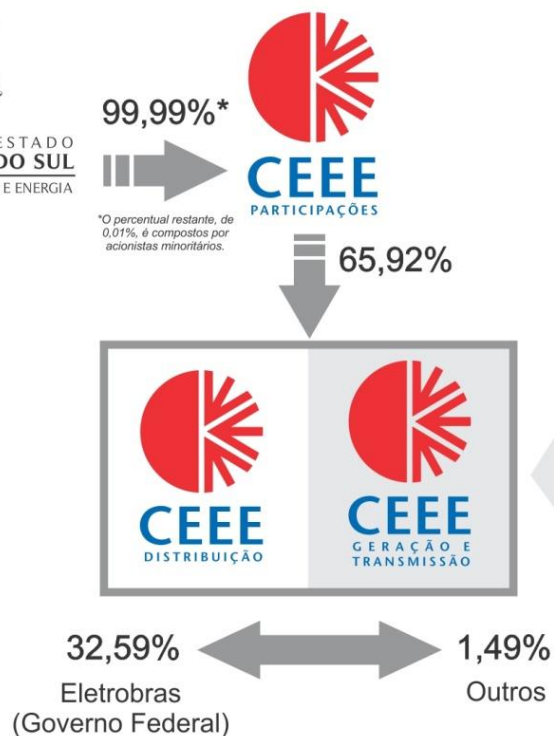 99,99%*
ESTADO
DO SUL
E ENERGIA
*O percentual restante, de
0,01%, é compostos por
acionistas minoritários.
CEEE
PARTICIPAÇÕES
65,92%
CEEE
DISTRIBUIÇÃO
CEEE
GERAÇÃO E
TRANSMISSÃO
32,59%
Eletrobras
(Governo Federal)
1,49%
Outros